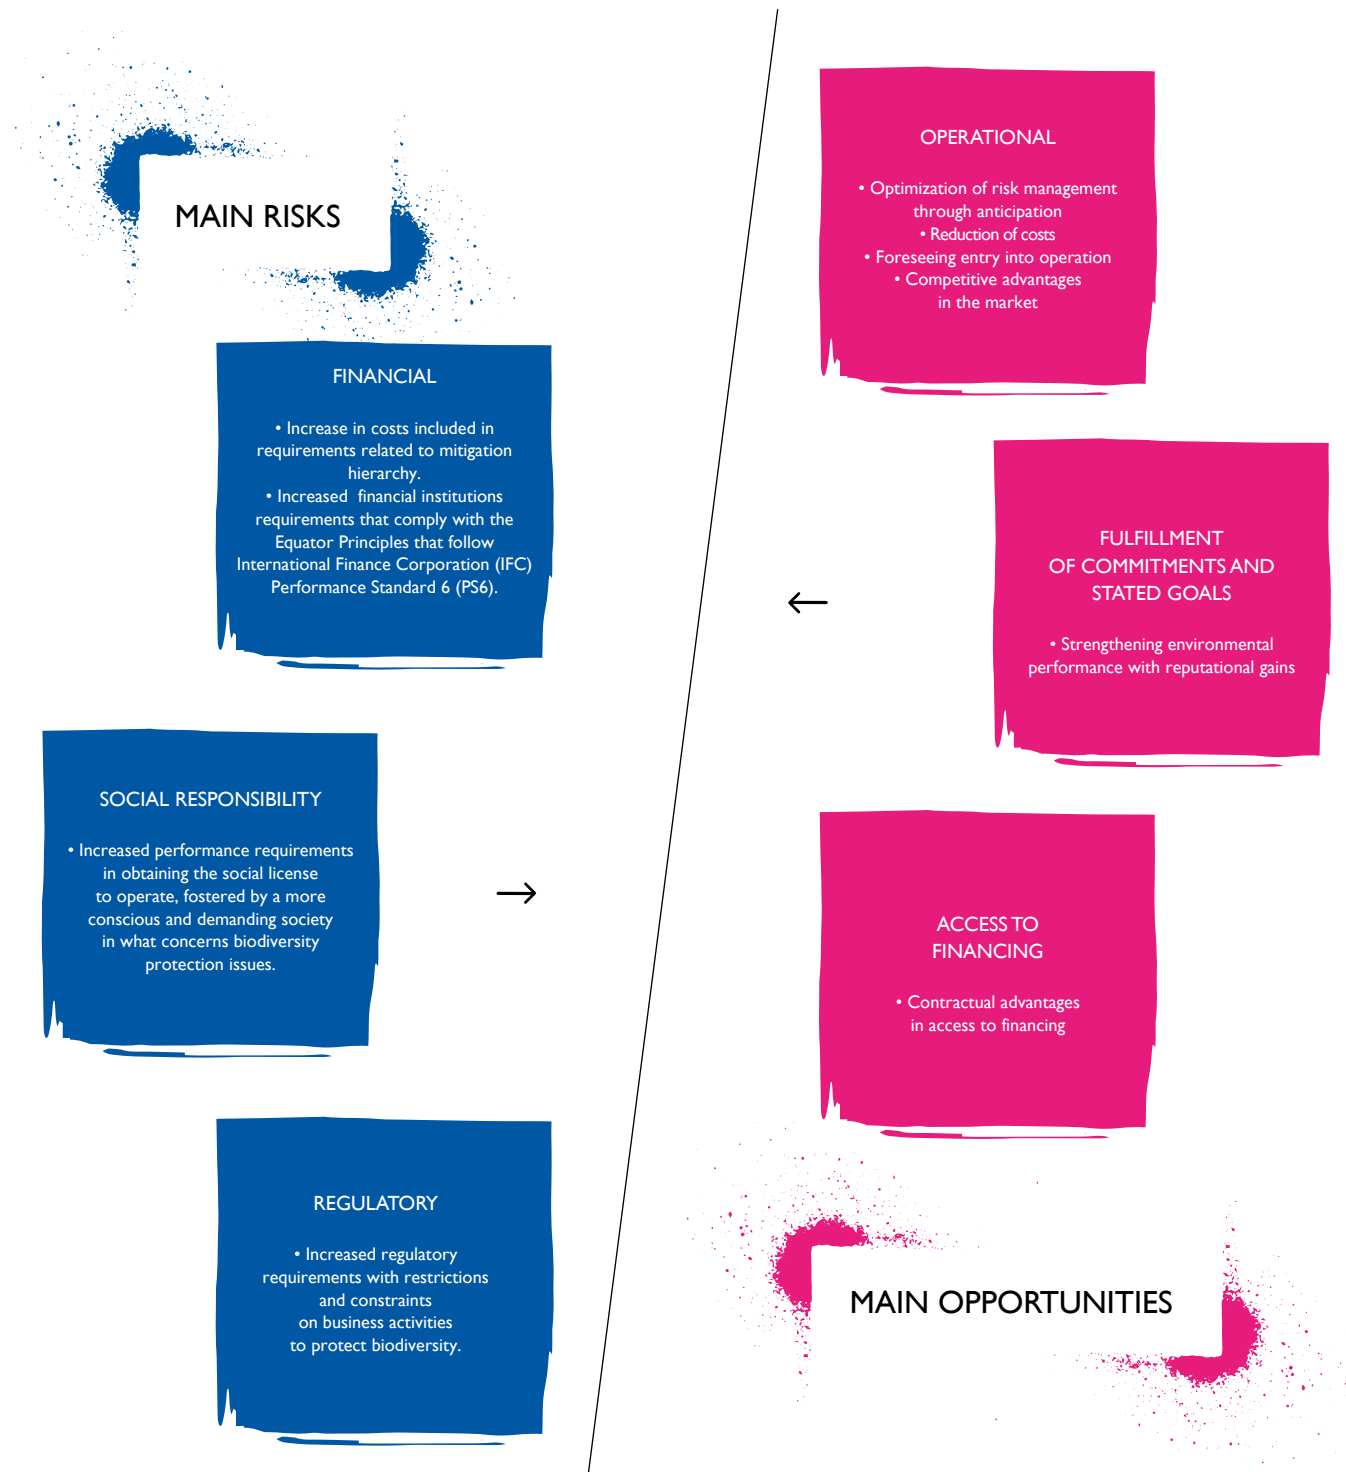 MAIN RISKS
FINANCIAL
• Increase in costs included in
requirements related to mitigation
hierarchy.
• Increased financial institutions
requirements that comply with the
Equator Principles that follow
International Finance Corporation (IFC)
Performance Standard 6 (PS6).
SOCIAL RESPONSIBILITY
• Increased performance requirements
in obtaining the social license
to operate, fostered by a more
conscious and demanding society
in what concerns biodiversity
protection issues.
REGULATORY
• Increased regulatory
requirements with restrictions
and constraints
on business activities
to protect biodiversity.
OPERATIONAL
• Optimization of risk management
through anticipation
• Reduction of costs
• Foreseeing entry into operation
• Competitive advantages
in the market
FULFILLMENT
OF COMMITMENTS AND
STATED GOALS
• Strengthening environmental
performance with reputational gains
ACCESS TO
FINANCING
• Contractual advantages
in access to financing
MAIN OPPORTUNITIES